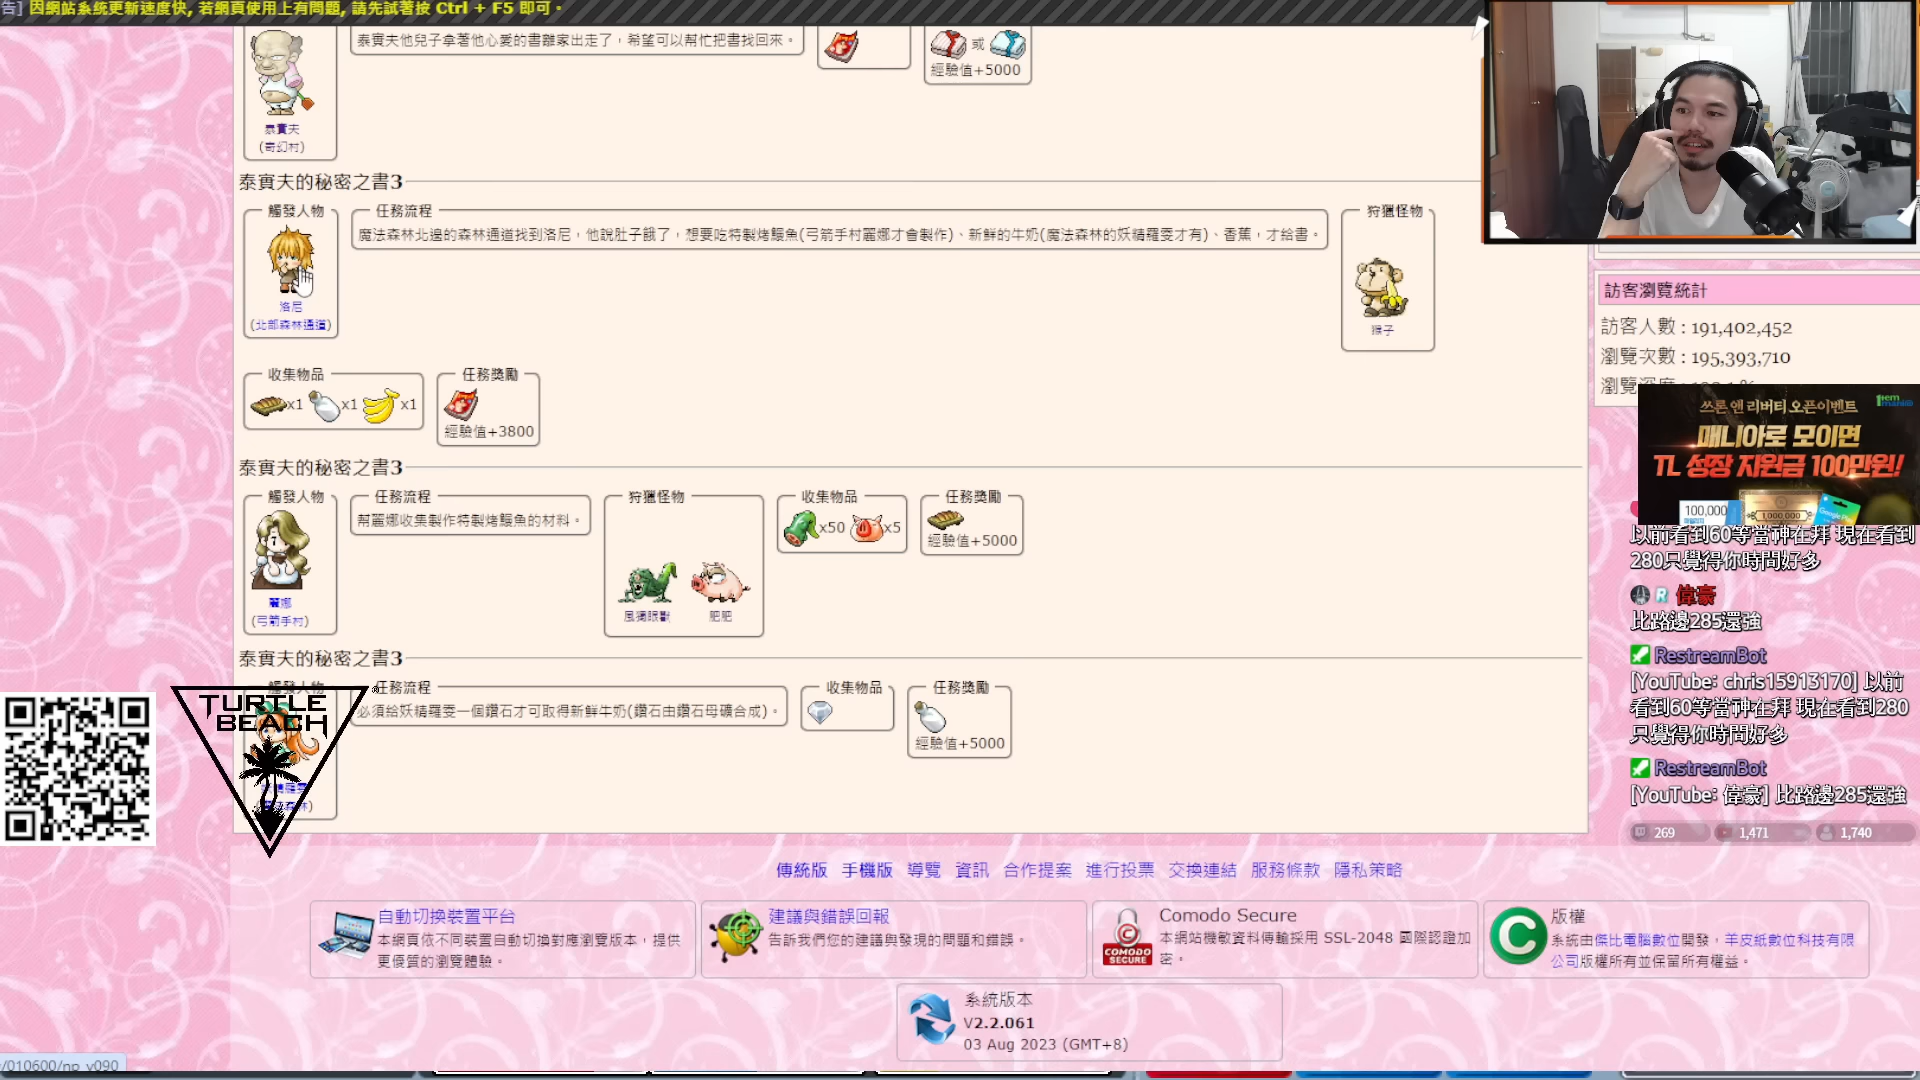 告] 因網站系統更新速度快, 若網頁使用上有問題, 請先試著按 Ctrl + F5 即可。
泰賣夫
(奇幻村)
泰實夫他兒子拿著他心愛的書離家出走了，希望可以幫忙把書找回來。
或
經驗值+5000
泰實夫的秘密之書3
觸發人物
洛尼
(北部森林通道)
任務流程
魔法森林北邊的森林通道找到洛尼，他說肚子餓了，想要吃特製烤鱷魚(弓箭手村麗娜才會製作)、新鮮的牛奶(魔法森林的妖精羅雯才有)、香蕉，才給書。
狩獵怪物
猴子
收集物品
x1 x1 x1
任務獎勵
經驗值+3800
泰實夫的秘密之書3
觸發人物
麗娜
(弓箭手村)
任務流程
幫麗娜收集製作特製烤鱷魚的材料。
狩獵怪物
風獨眼獸
肥肥
收集物品
x50 x5
任務獎勵
經驗值+5000
泰實夫的秘密之書3
觸發人物
任務流程
必須給妖精羅雯一個鑽石才可取得新鮮牛奶(鑽石由鑽石母礦合成)。
收集物品
任務獎勵
經驗值+5000
TURTLE
BEACH
訪客瀏覽統計
訪客人數 : 191,402,452
瀏覽次數 : 195,393,710
쓰론 앤 리버티 오픈이벤트
매니아로 모이면
TL 성장 지원금 100만원!
100,000
1,000,000
Google Play
以前看到60等當神在拜 現在看到
280只覺得你時間好多
偉豪
比路邊285還強
RestreamBot
[YouTube: chris15913170] 以前
看到60等當神在拜 現在看到280
只覺得你時間好多
RestreamBot
[YouTube: 偉豪] 比路邊285還強
269 1,471 1,740
傳統版 手機版 導覽 資訊 合作提案 進行投票 交換連結 服務條款 隱私策略
自動切換裝置平台
本網頁依不同裝置自動切換對應瀏覽版本，提供
更優質的瀏覽體驗。
建議與錯誤回報
告訴我們您的建議與發現的問題和錯誤。
COMODO
SECURE
Comodo Secure
本網站機敏資料傳輸採用 SSL-2048 國際認證加
密。
版權
系統由傑比電腦數位開發，羊皮紙數位科技有限
公司版權所有並保留所有權益。
系統版本
V2.2.061
03 Aug 2023 (GMT+8)
/010600/np_v090